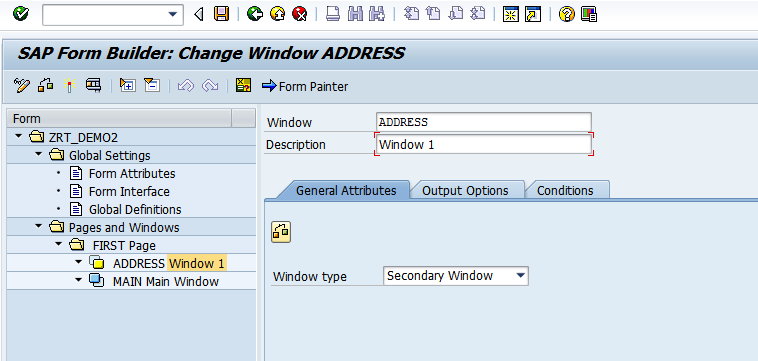 SAP Form Builder: Change Window ADDRESS
Form Painter
Form
ZRT_DEMO2
Global Settings
Form Attributes
Form Interface
Global Definitions
Pages and Windows
FIRST Page
ADDRESS Window 1
MAIN Main Window
Window ADDRESS
Description Window 1
General Attributes Output Options Conditions
Window type Secondary Window